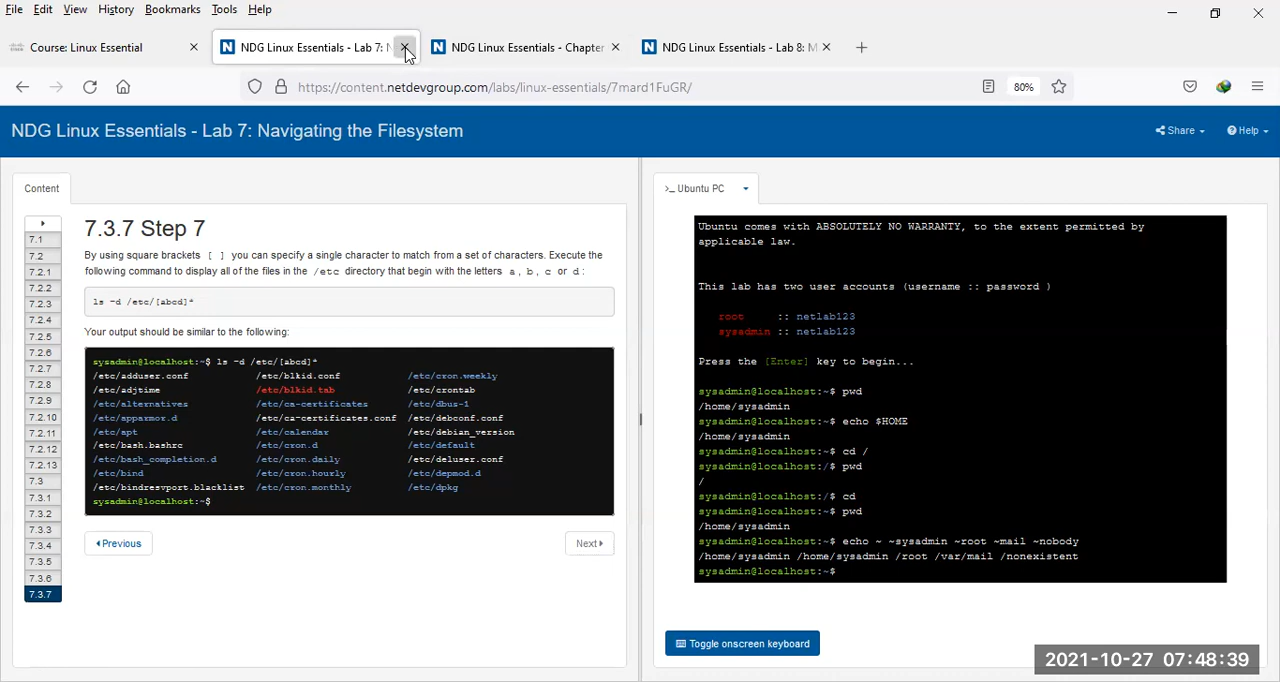 File Edit View History Bookmarks Tools Help
Course: Linux Essential
NDG Linux Essentials - Lab 7: N
NDG Linux Essentials - Chapter
NDG Linux Essentials - Lab 8: M
https://content.netdevgroup.com/labs/linux-essentials/7mard1FuGR/
80%
NDG Linux Essentials - Lab 7: Navigating the Filesystem
Share
Help
Content
7.1
7.2
7.2.1
7.2.2
7.2.3
7.2.4
7.2.5
7.2.6
7.2.7
7.2.8
7.2.9
7.2.10
7.2.11
7.2.12
7.2.13
7.3
7.3.1
7.3.2
7.3.3
7.3.4
7.3.5
7.3.6
7.3.7
7.3.7 Step 7
By using square brackets [ ] you can specify a single character to match from a set of characters. Execute the
following command to display all of the files in the /etc directory that begin with the letters a, b, c or d:
ls -d /etc/[abcd]*
Your output should be similar to the following:
sysadmin@localhost:~$ ls -d /etc/[abcd]*
/etc/adduser.conf /etc/blkid.conf /etc/cron.weekly
/etc/adjtime /etc/blkid.tab /etc/crontab
/etc/alternatives /etc/ca-certificates /etc/dbus-1
/etc/apparmor.d /etc/ca-certificates.conf /etc/debconf.conf
/etc/apt /etc/calendar /etc/debian_version
/etc/bash.bashrc /etc/cron.d /etc/default
/etc/bash_completion.d /etc/cron.daily /etc/deluser.conf
/etc/bind /etc/cron.hourly /etc/depmod.d
/etc/bindresvport.blacklist /etc/cron.monthly /etc/dpkg
sysadmin@localhost:~$
Previous
Next
>_ Ubuntu PC
Ubuntu comes with ABSOLUTELY NO WARRANTY, to the extent permitted by
applicable law.
This lab has two user accounts (username :: password )
root :: netlab123
sysadmin :: netlab123
Press the [Enter] key to begin...
sysadmin@localhost:~$ pwd
/home/sysadmin
sysadmin@localhost:~$ echo $HOME
/home/sysadmin
sysadmin@localhost:~$ cd /
sysadmin@localhost:/$ pwd
/
sysadmin@localhost:/$ cd
sysadmin@localhost:~$ pwd
/home/sysadmin
sysadmin@localhost:~$ echo ~ ~sysadmin ~root ~mail ~nobody
/home/sysadmin /home/sysadmin /root /var/mail /nonexistent
sysadmin@localhost:~$
Toggle onscreen keyboard
2021-10-27 07:48:39